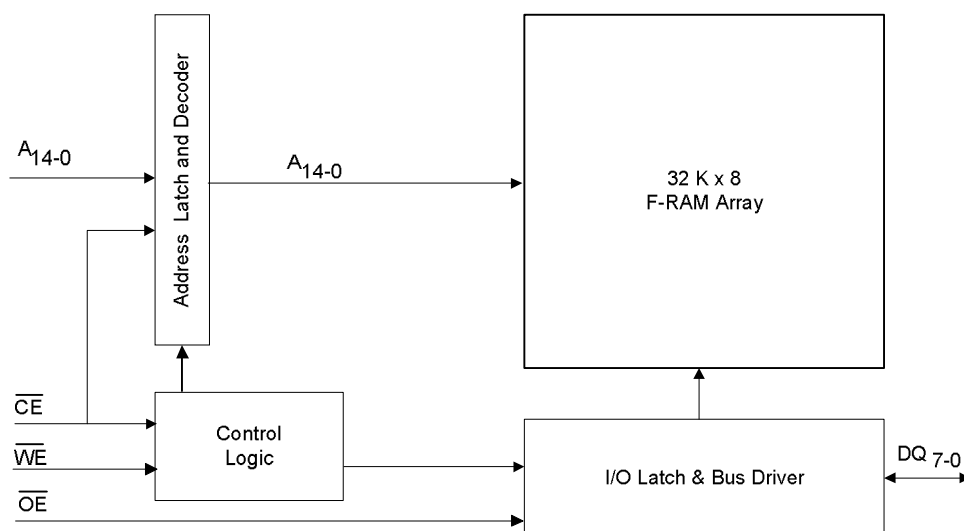 Address Latch and Decoder
A14-0
A14-0
32 K x 8
F-RAM Array
CE
WE
OE
Control
Logic
I/O Latch & Bus Driver
DQ 7-0